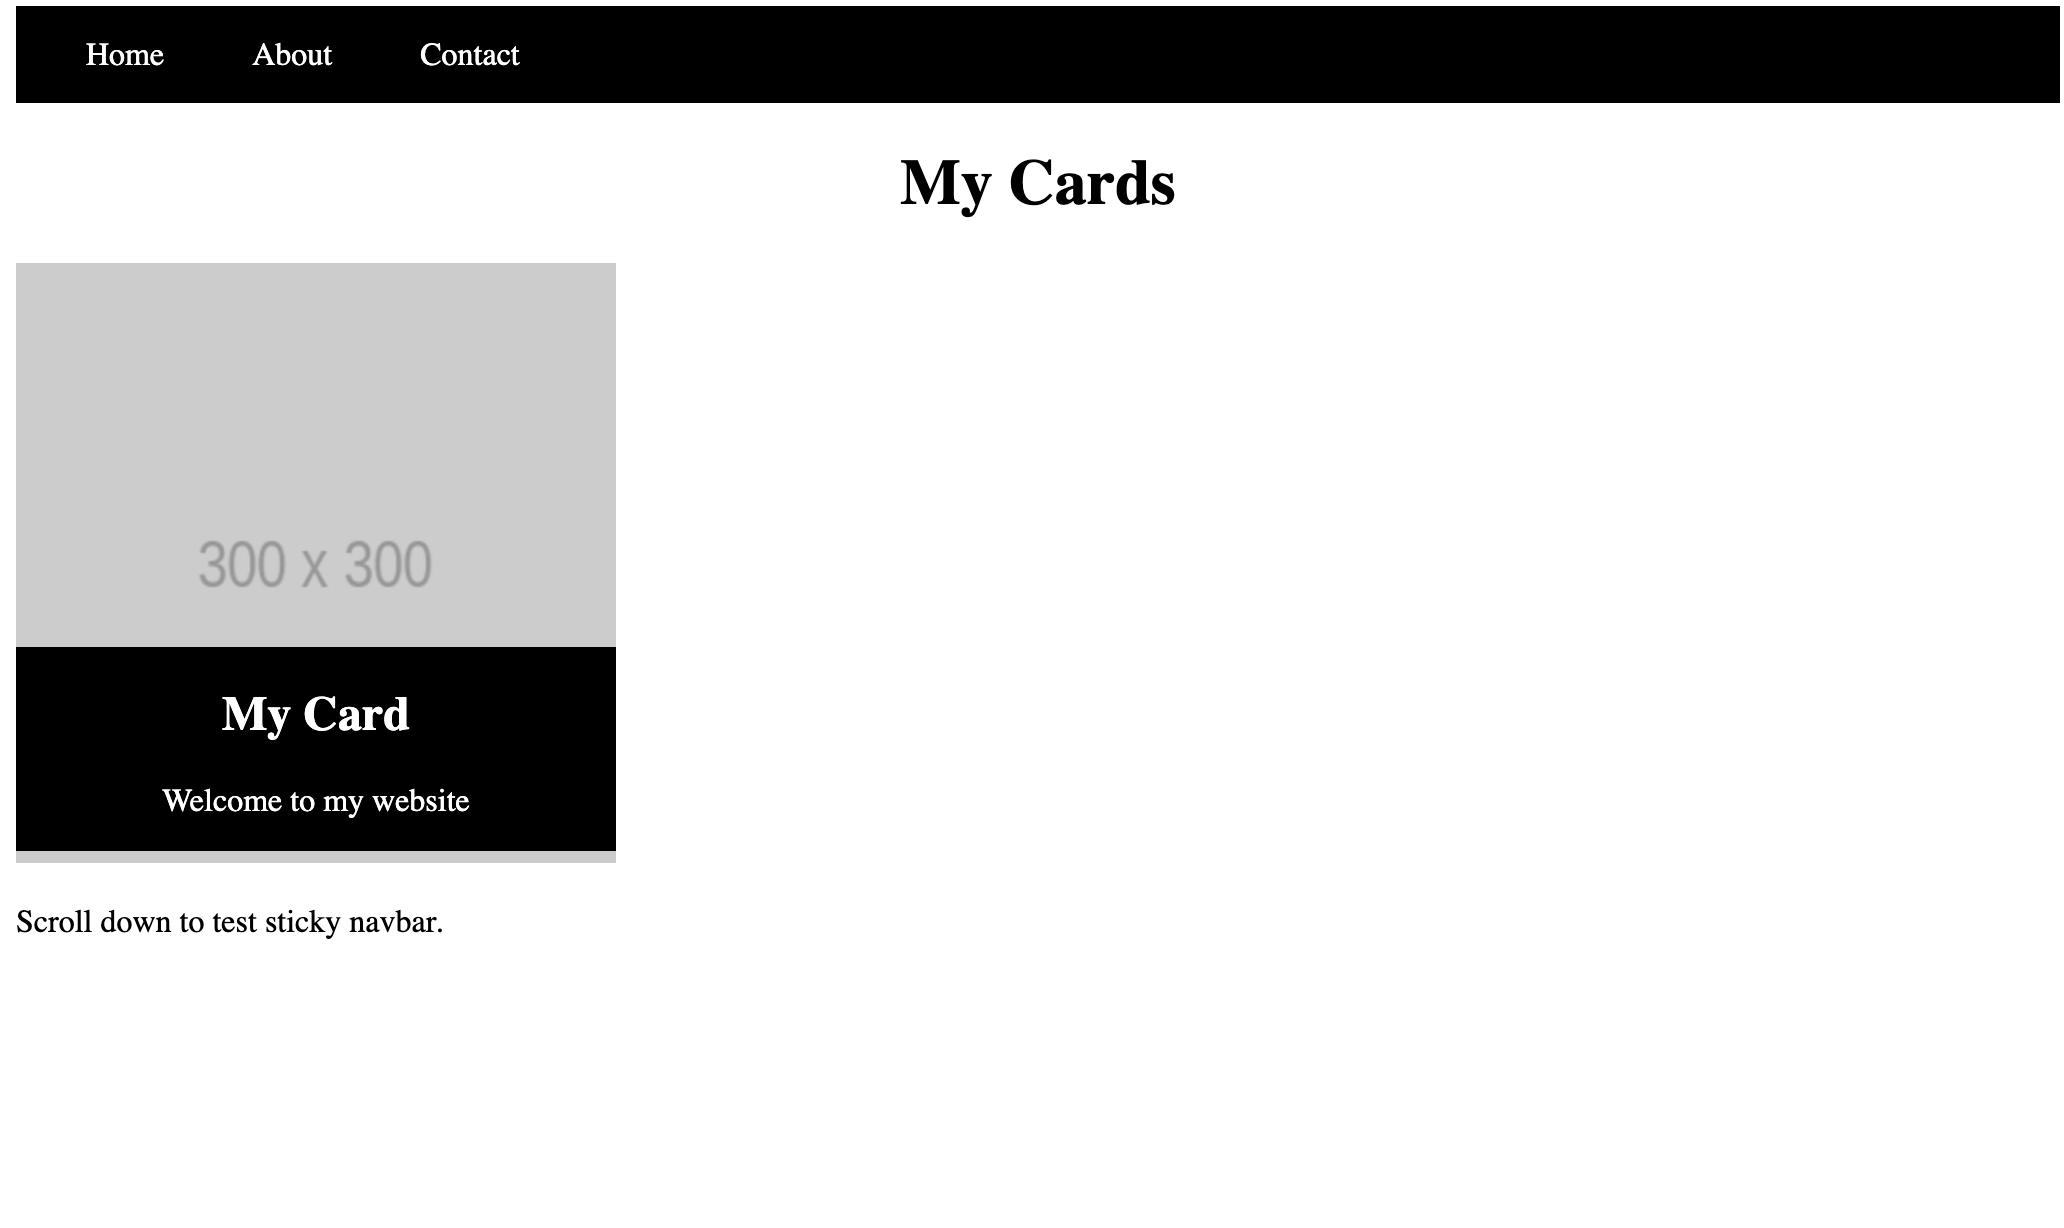 Home About Contact
My Cards
300 x 300
My Card
Welcome to my website
Scroll down to test sticky navbar.